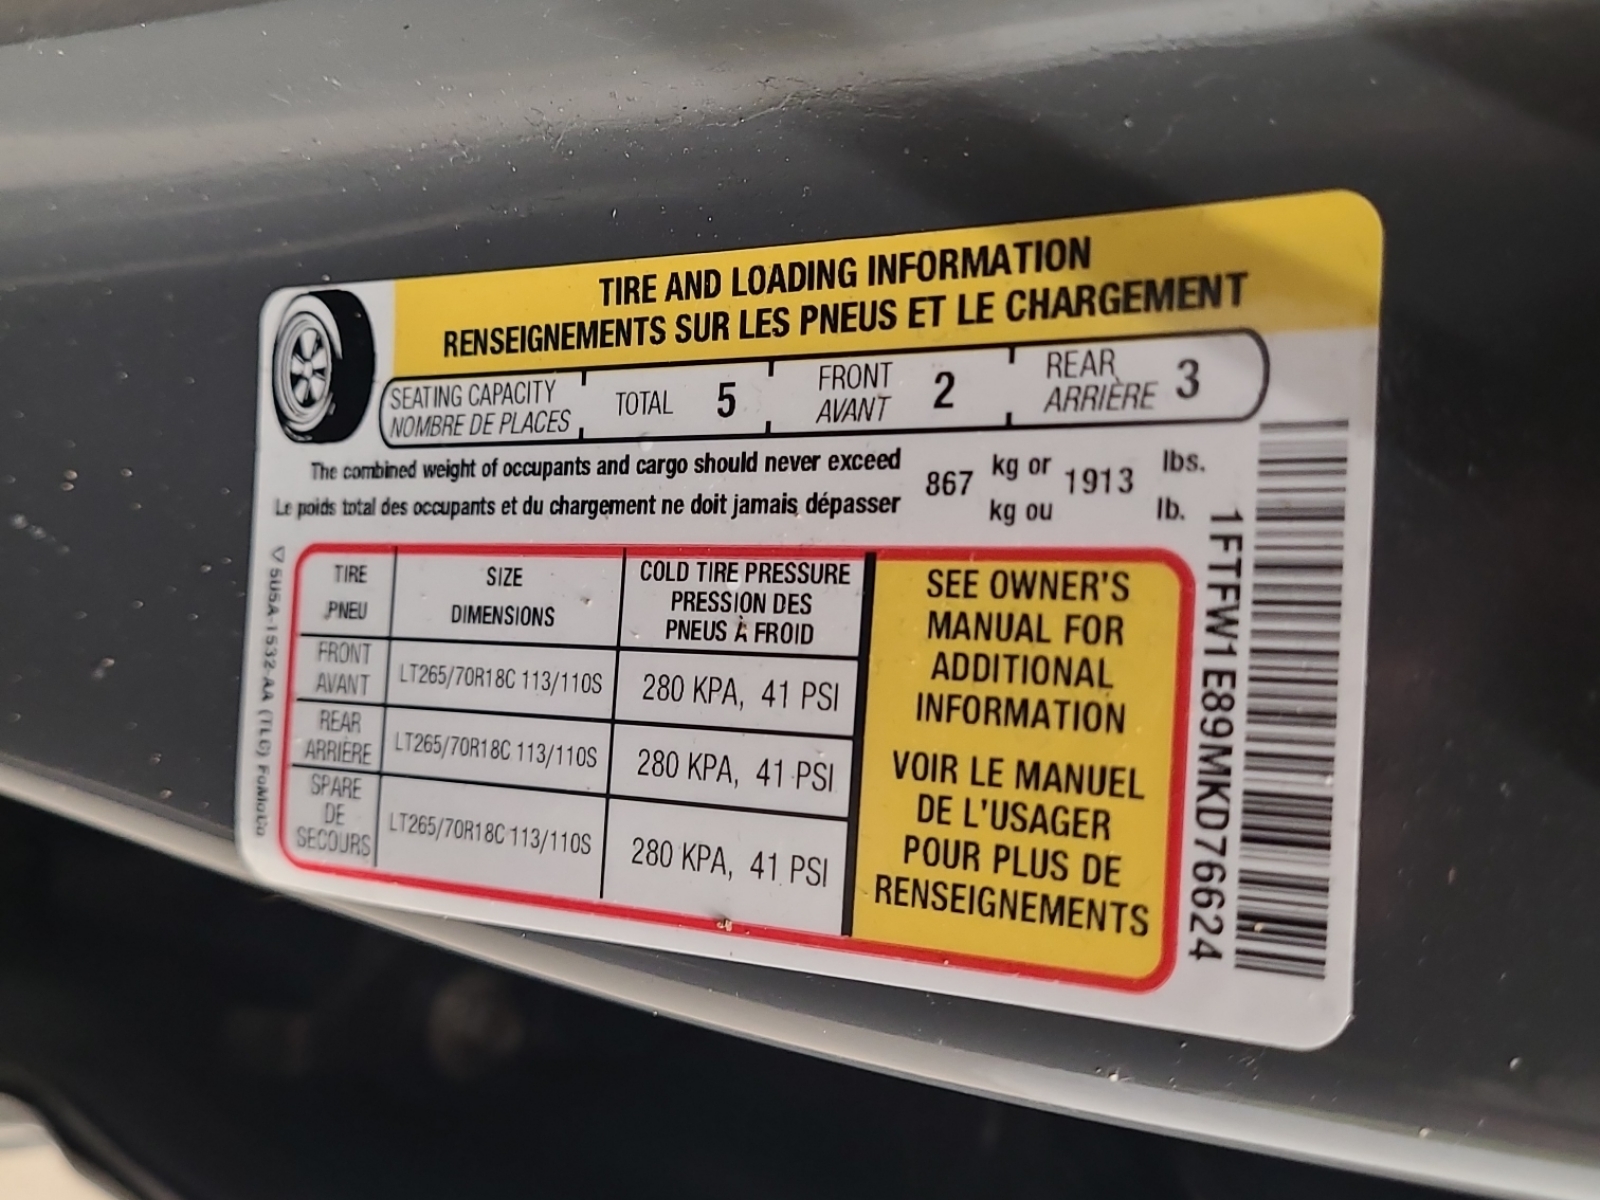 TIRE AND LOADING INFORMATION
RENSEIGNEMENTS SUR LES PNEUS ET LE CHARGEMENT
SEATING CAPACITY
NOMBRE DE PLACES
TOTAL 5
FRONT
AVANT
2
REAR
ARRIÈRE
3
The combined weight of occupants and cargo should never exceed
Le poids total des occupants et du chargement ne doit jamais dépasser
867
kg or
kg ou
1913
lbs.
lb.
TIRE
PNEU
SIZE
DIMENSIONS
COLD TIRE PRESSURE
PRESSION DES
PNEUS À FROID
FRONT
AVANT
LT265/70R18C 113/110S
280 KPA, 41 PSI
REAR
ARRIÈRE
LT265/70R18C 113/110S
280 KPA, 41 PSI
SPARE
DE
SECOURS
LT265/70R18C 113/110S
280 KPA, 41 PSI
SEE OWNER'S
MANUAL FOR
ADDITIONAL
INFORMATION
VOIR LE MANUEL
DE L'USAGER
POUR PLUS DE
RENSEIGNEMENTS
1FTFW1E89MKD76624
5U5A-1532-AA (TLC) FoMoCo